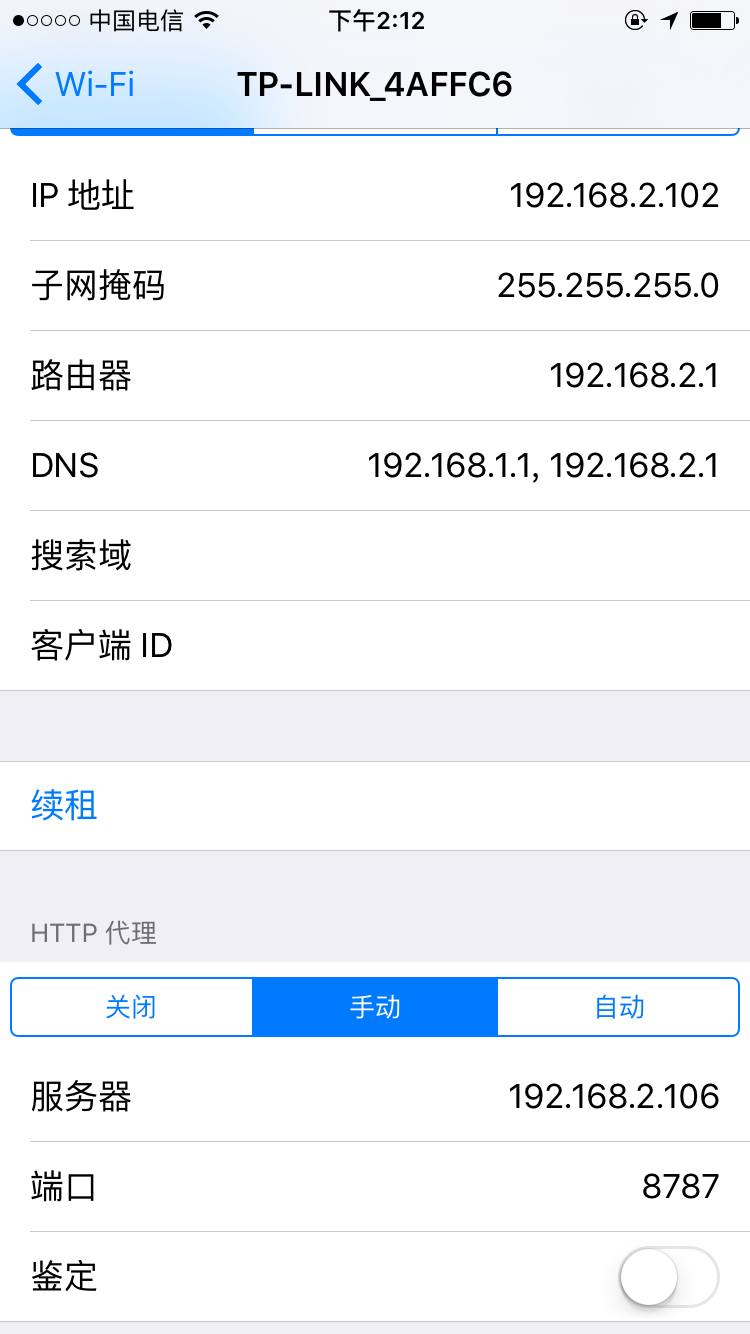 中国电信 下午2:12
Wi-Fi TP-LINK_4AFFC6
IP 地址 192.168.2.102
子网掩码 255.255.255.0
路由器 192.168.2.1
DNS 192.168.1.1, 192.168.2.1
搜索域
客户端 ID
续租
HTTP 代理
关闭 手动 自动
服务器 192.168.2.106
端口 8787
鉴定